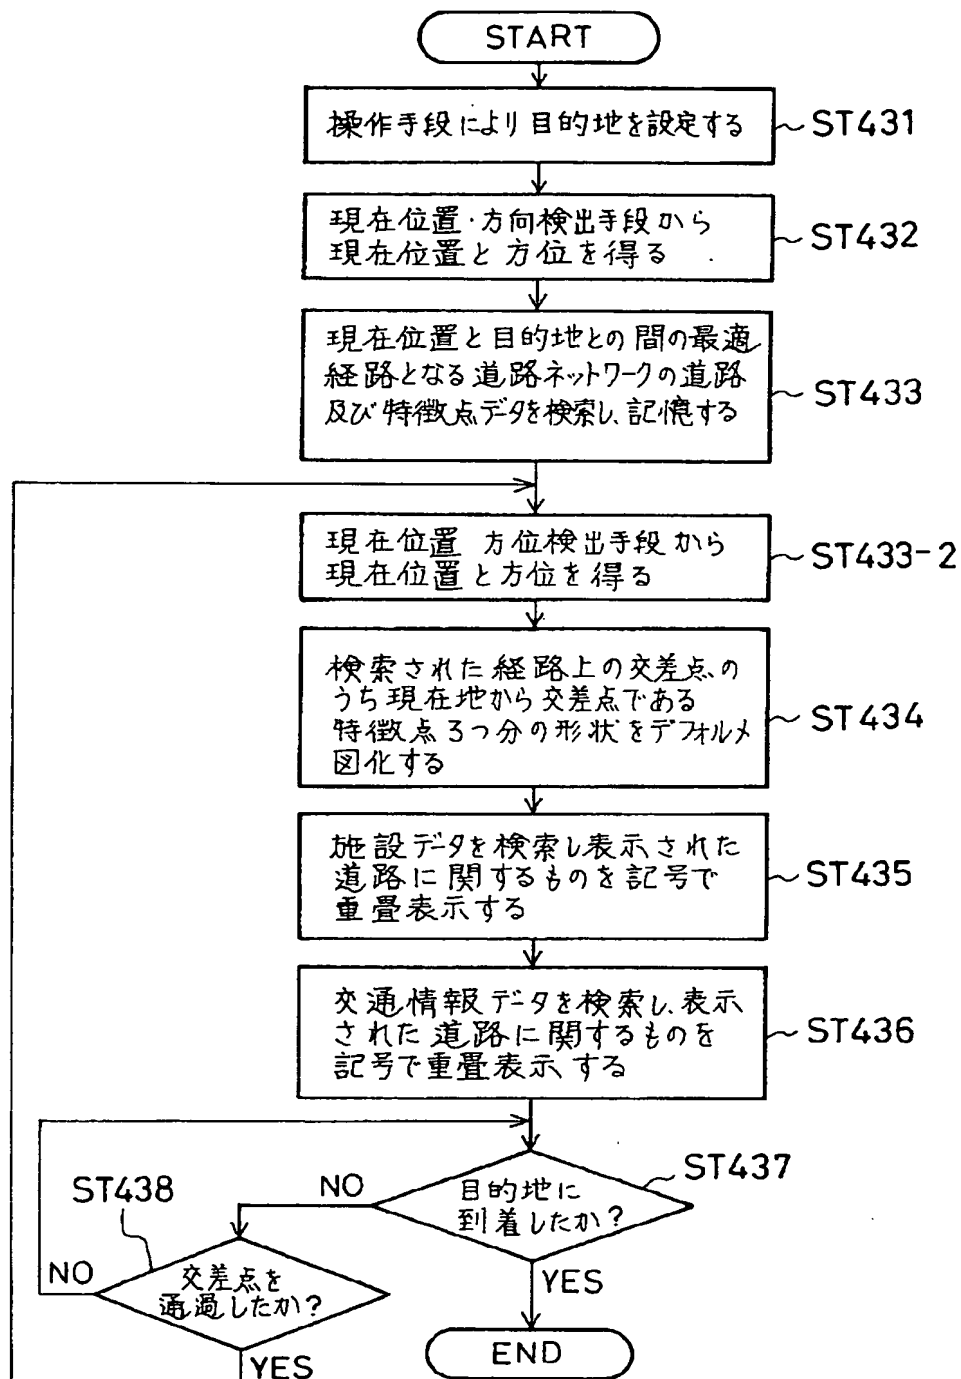 START
操作手段により目的地を設定する
ST431
現在位置・方向検出手段から
現在位置と方位を得る
ST432
現在位置と目的地との間の最適
経路となる道路ネットワークの道路
及び特徴点データを検索し、記憶する
ST433
現在位置 方位検出手段から
現在位置と方位を得る
ST433-2
検索された経路上の交差点の
うち現在地から交差点である
特徴点3つ分の形状をデフォルメ
図化する
ST434
施設データを検索し表示された
道路に関するものを記号で
重畳表示する
ST435
交通情報データを検索し、表示
された道路に関するものを
記号で重畳表示する
ST436
ST437
目的地に
到着したか?
NO
YES
ST438
交差点を
通過したか?
NO
YES
END